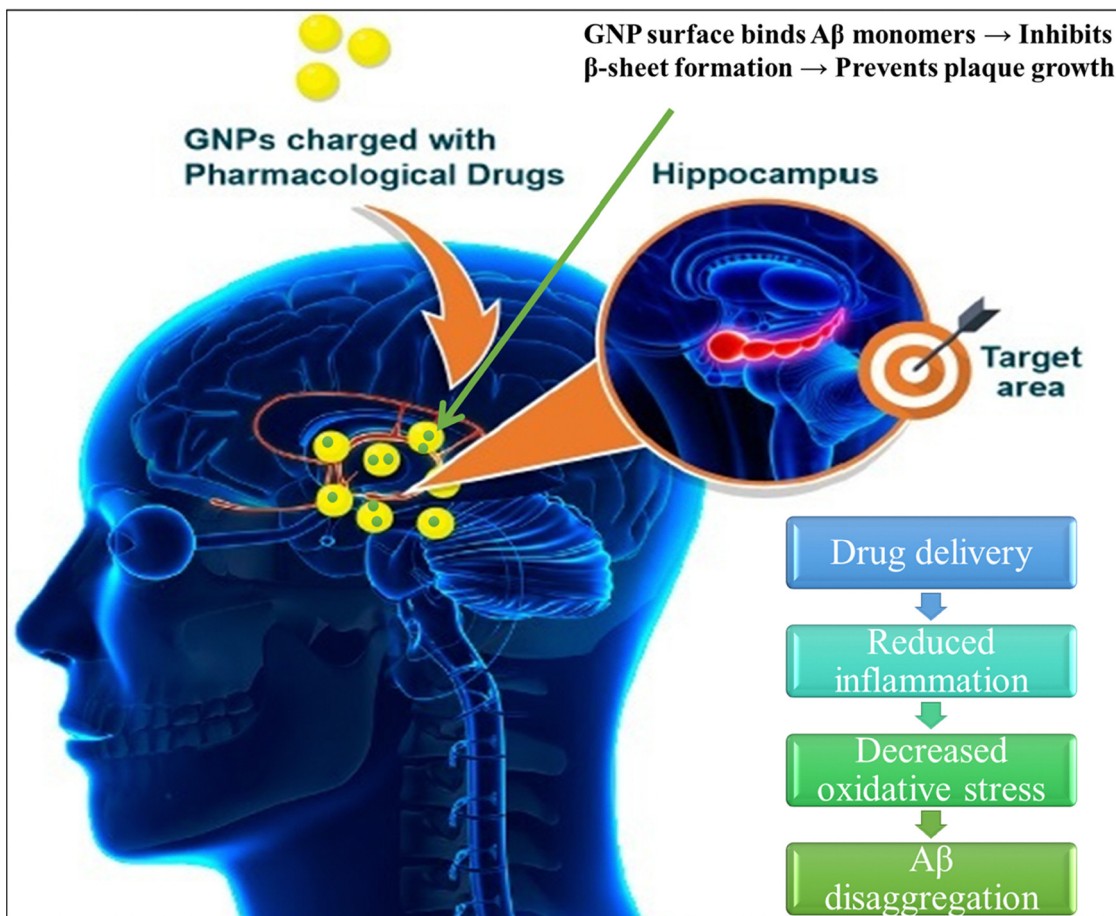 GNP surface binds Aβ monomers → Inhibits
β-sheet formation → Prevents plaque growth
GNPs charged with
Pharmacological Drugs
Hippocampus
Target
area
Drug delivery
Reduced
inflammation
Decreased
oxidative stress
Aβ
disaggregation